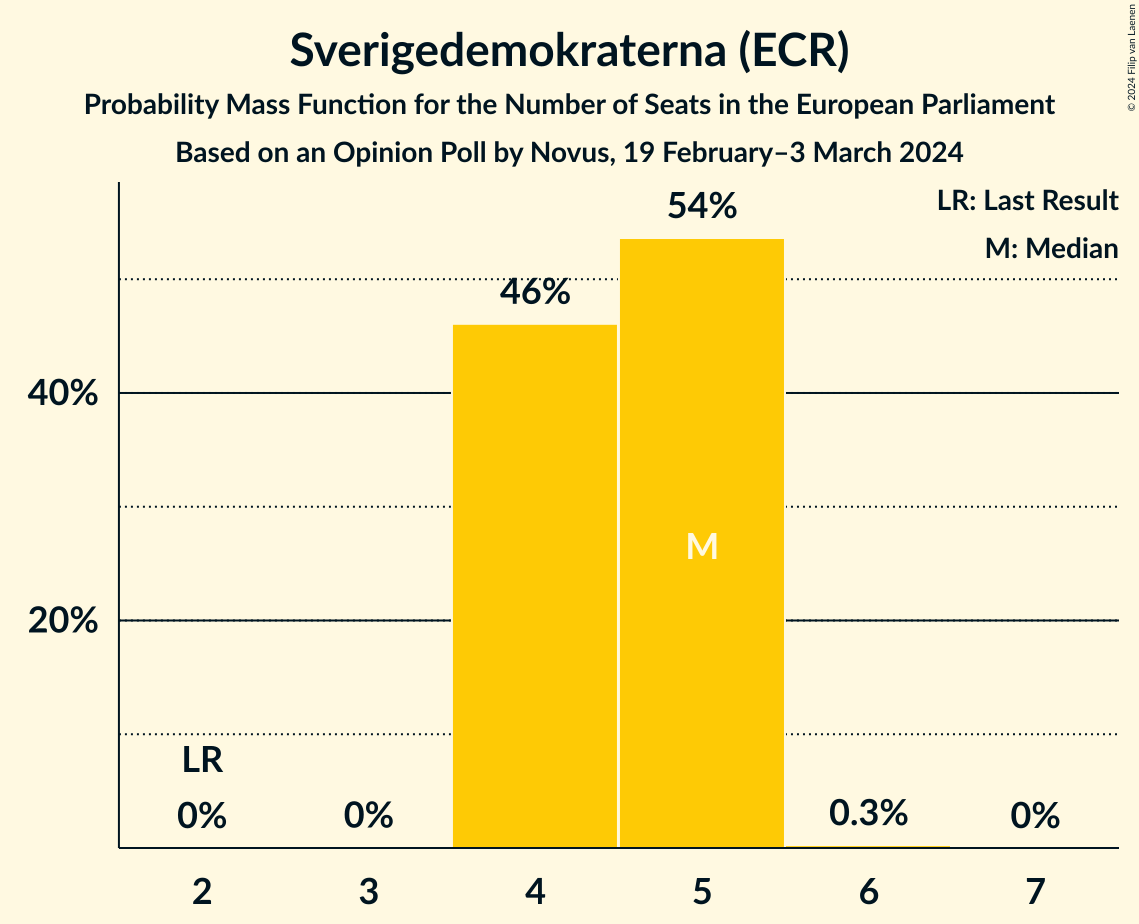 Sverigedemokraterna (ECR)
Probability Mass Function for the Number of Seats in the European Parliament
Based on an Opinion Poll by Novus, 19 February–3 March 2024
© 2024 Filip van Laenen
LR: Last Result
M: Median
54%
46%
40%
20%
M
LR
0%
0%
0.3%
0%
2
3
4
5
6
7